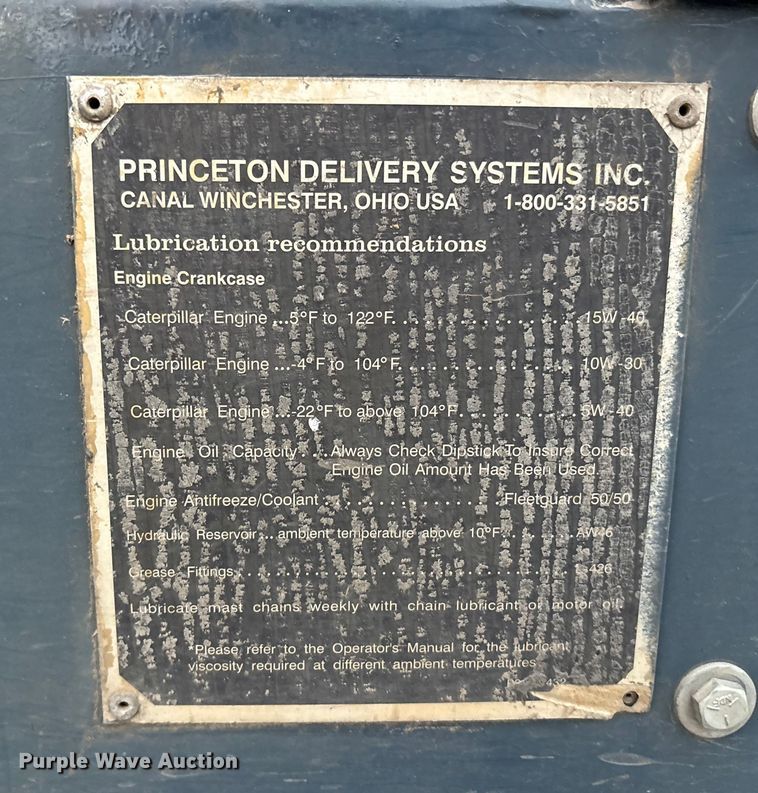 PRINCETON DELIVERY SYSTEMS INC.
CANAL WINCHESTER, OHIO USA 1-800-331-5851
Lubrication recommendations
Engine Crankcase
Caterpillar Engine ...5°F to 122°F. . . . . . . . . . . . . . . . . 15W-40
Caterpillar Engine ...-4°F to 104°F. . . . . . . . . . . . . . . . . 10W-30
Caterpillar Engine ...-22°F to above 104°F. . . . . . . . . . . 5W-40
Engine Oil Capacity . . . Always Check Dipstick To Insure Correct
Engine Oil Amount Has Been Used.
Engine Antifreeze/Coolant . . . . . . . . . . . . . . . . Fleetguard 50/50
Hydraulic Reservoir ... ambient temperature above 10°F. . . . . . . AW46
Grease Fittings. . . . . . . . . . . . . . . . . . . . . . . . . . . . -426
Lubricate mast chains weekly with chain lubricant or motor oil.
*Please refer to the Operator's Manual for the lubricant
viscosity required at different ambient temperatures
Purple Wave Auction